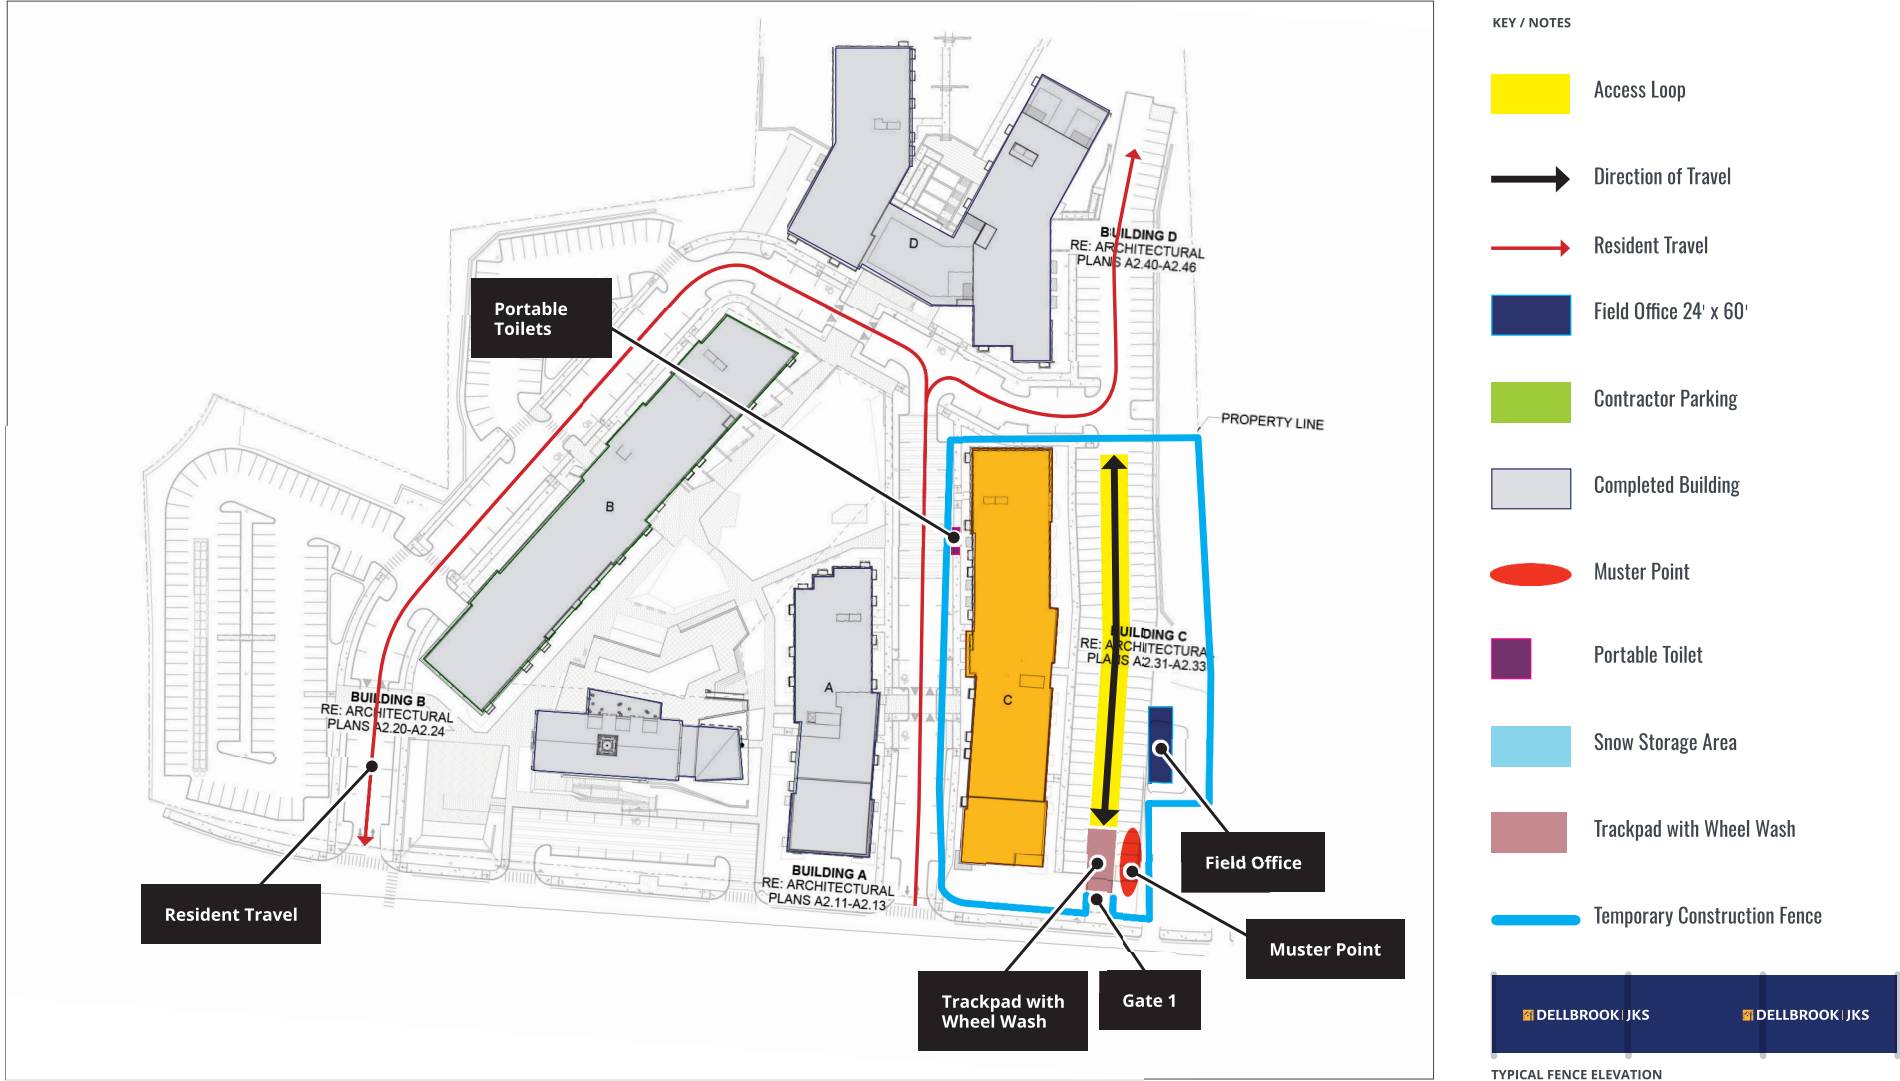 KEY / NOTES
Access Loop
Direction of Travel
Resident Travel
Field Office 24' x 60'
Contractor Parking
Completed Building
Muster Point
Portable Toilet
Snow Storage Area
Trackpad with Wheel Wash
Temporary Construction Fence
DELLBROOK | JKS
DELLBROOK | JKS
TYPICAL FENCE ELEVATION
D
BUILDING D
RE: ARCHITECTURAL
PLANS A2.40-A2.46
Portable
Toilets
PROPERTY LINE
B
BUILDING C
RE: ARCHITECTURA
PLANS A2.31-A2.33
A
C
BUILDING B
RE: ARCHITECTURAL
PLANS A2.20-A2.24
Field Office
BUILDING A
RE: ARCHITECTURAL
PLANS A2.11-A2.13
Resident Travel
Muster Point
Trackpad with
Wheel Wash
Gate 1